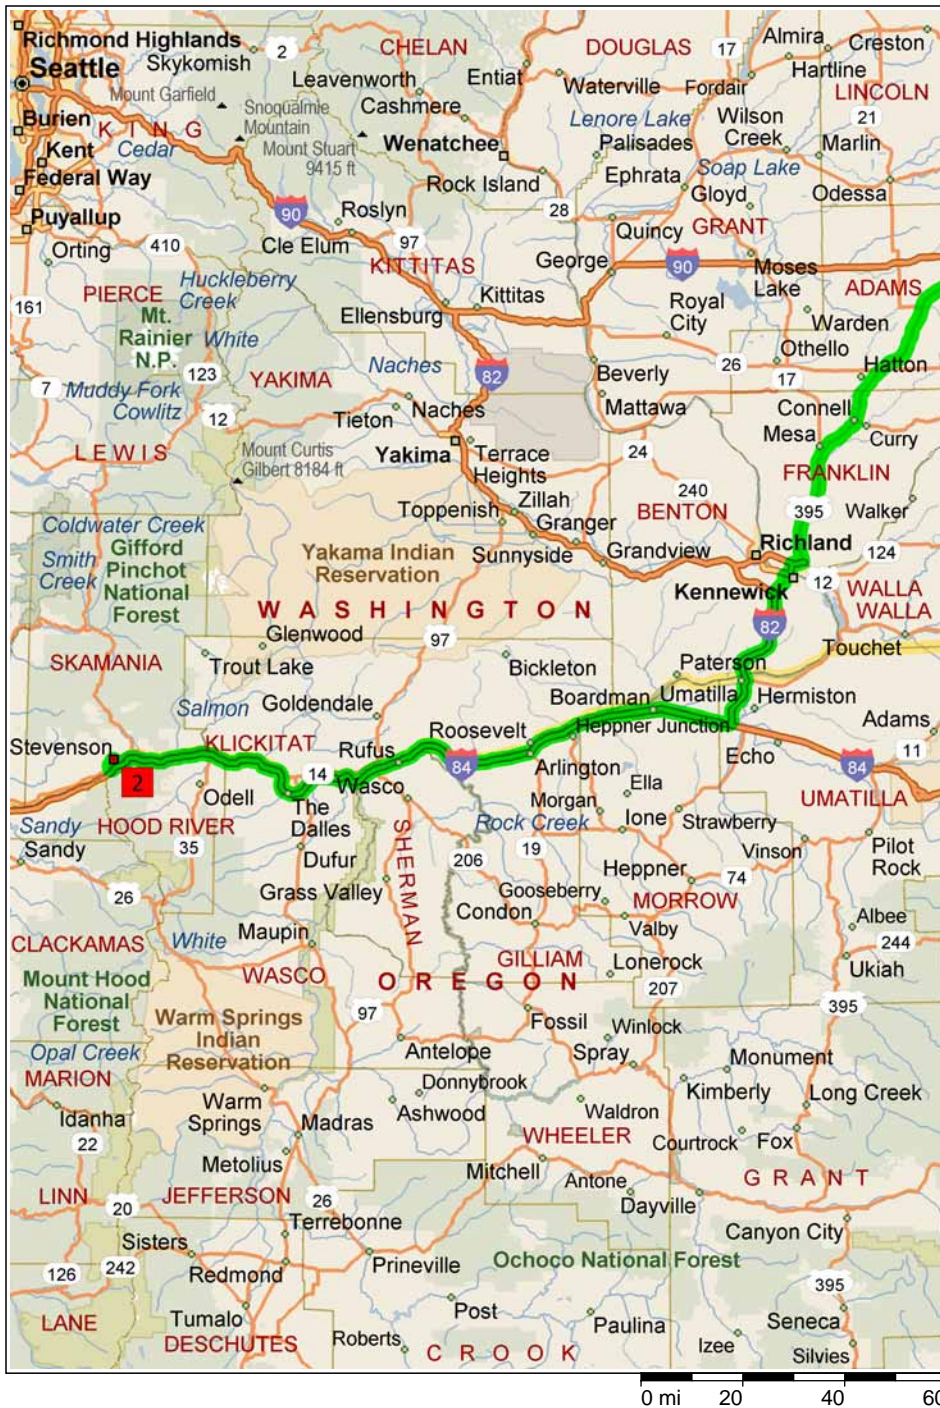 Richmond Highlands
Skykomish
2
CHELAN
DOUGLAS
17
Almira
Creston
Seattle
Leavenworth
Entiat
Waterville
Fordair
Hartline
LINCOLN
Mount Garfield
Snoqualmie
Mountain
Cashmere
Lenore Lake
Wilson
Creek
21
Burien
KING
Cedar
Mount Stuart
9415 ft
Wenatchee
Palisades
Marlin
Kent
Federal Way
Rock Island
Ephrata
Soap Lake
Gloyd
Odessa
Puyallup
90
Roslyn
28
Quincy
GRANT
Orting
410
Cle Elum
97
George
90
Moses
Lake
KITTITAS
ADAMS
161
PIERCE
Huckleberry
Creek
Kittitas
Royal
City
Mt.
Rainier
N.P.
White
Ellensburg
Warden
Othello
Naches
82
Beverly
26
17
Hatton
7
Muddy Fork
Cowlitz
123
YAKIMA
Mattawa
Connell
12
Tieton
Naches
Mesa
Curry
LEWIS
Mount Curtis
Gilbert 8184 ft
Yakima
Terrace
Heights
24
FRANKLIN
Zillah
240
395
Walker
Coldwater Creek
Toppenish
Granger
BENTON
Smith
Creek
Gifford
Pinchot
National
Forest
Yakama Indian
Reservation
Sunnyside
Grandview
Richland
124
Kennewick
12
WALLA
WALLA
WASHINGTON
82
Glenwood
97
Touchet
SKAMANIA
Trout Lake
Bickleton
Paterson
Salmon
Goldendale
Boardman
Umatilla
Hermiston
Stevenson
KLICKITAT
Rufus
Roosevelt
Heppner Junction
Adams
11
2
14
84
Echo
84
Odell
Wasco
Arlington
Ella
UMATILLA
The
Dalles
Morgan
Sandy
HOOD RIVER
Rock Creek
Ione
Strawberry
Sandy
35
Dufur
SHERMAN
206
19
Vinson
Pilot
Rock
Heppner
74
26
Grass Valley
Gooseberry
MORROW
Condon
Valby
Albee
CLACKAMAS
White
Maupin
244
WASCO
GILLIAM
Lonerock
Ukiah
Mount Hood
National
Forest
OREGON
207
97
395
Warm Springs
Indian
Reservation
Fossil
Winlock
Opal Creek
Antelope
Spray
Monument
MARION
Donnybrook
Kimberly
Long Creek
Idanha
Warm
Springs
Ashwood
Waldron
22
Madras
WHEELER
Courtrock
Fox
Metolius
Mitchell
Antone
GRANT
LINN
20
JEFFERSON
26
Dayville
Terrebonne
Canyon City
Sisters
Ochoco National Forest
126
242
Redmond
Prineville
395
Tumalo
Post
Paulina
Seneca
LANE
DESCHUTES
Roberts
CROOK
Izee
Silvies
0 mi 20 40 60